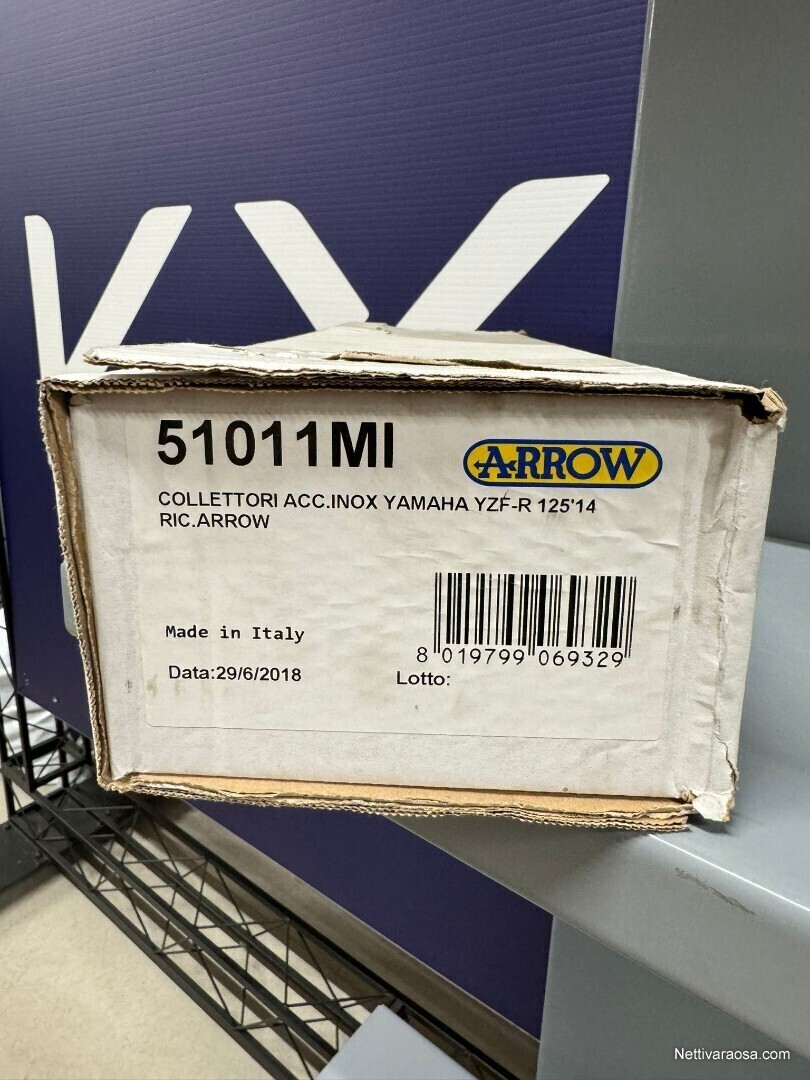 51011MI
ARROW
COLLETTORI ACC.INOX YAMAHA YZF-R 125'14
RIC.ARROW
Made in Italy
8 019799 069329
Data:29/6/2018
Lotto:
Nettivaraosa.com